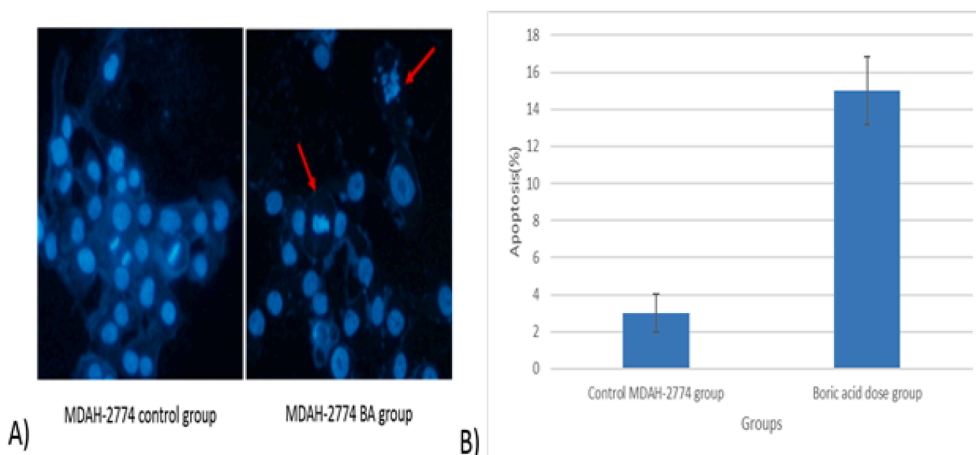 A)
MDAH-2774 control group
MDAH-2774 BA group
B)
Apoptosis(%)
18
16
14
12
10
8
6
4
2
0
Control MDAH-2774 group
Boric acid dose group
Groups